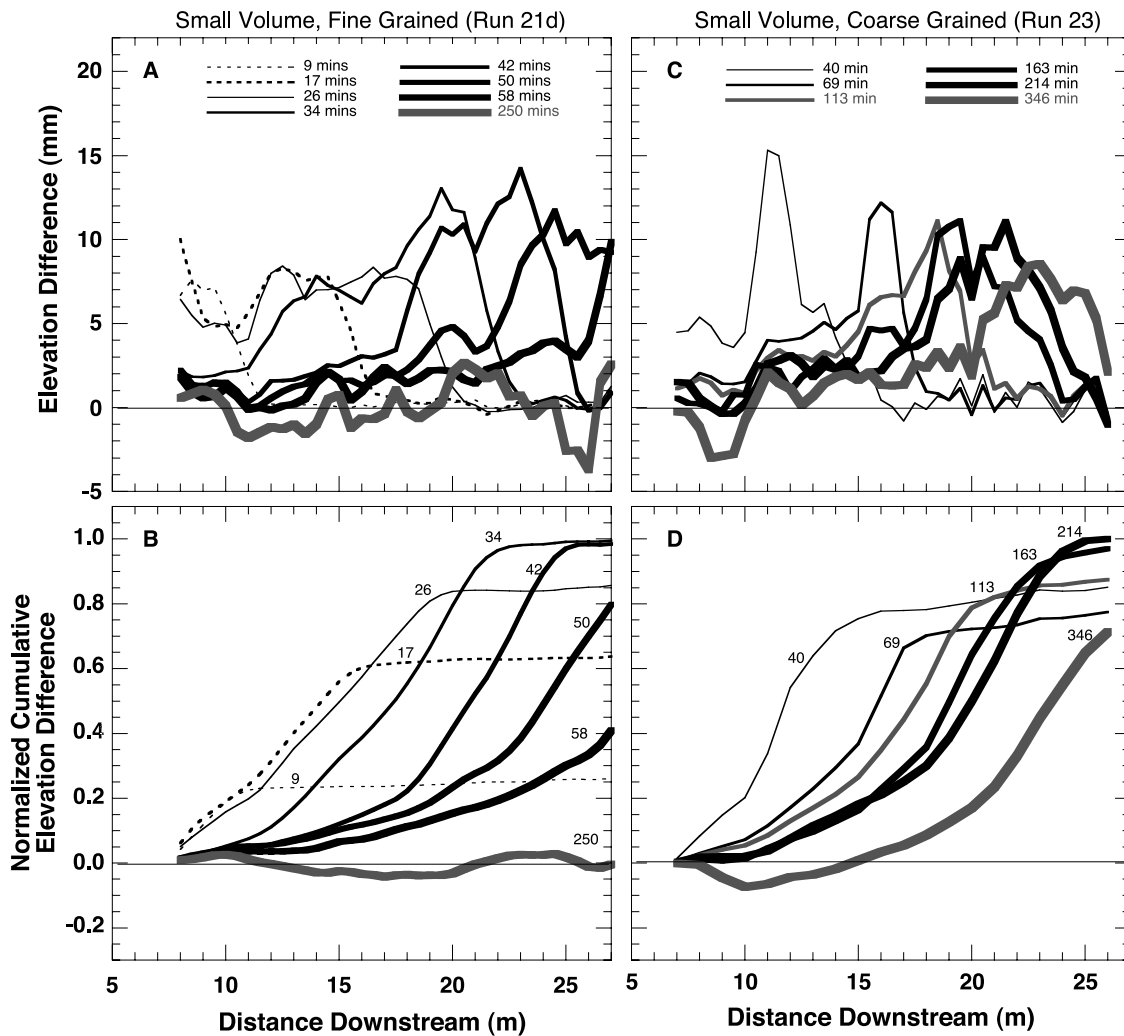 Small Volume, Fine Grained (Run 21d)
Small Volume, Coarse Grained (Run 23)
A
9 mins
17 mins
26 mins
34 mins
42 mins
50 mins
58 mins
250 mins
C
40 min
69 min
113 min
163 min
214 min
346 min
Elevation Difference (mm)
20
15
10
5
0
-5
B
9
17
26
34
42
50
58
250
D
40
69
113
163
214
346
Normalized Cumulative
Elevation Difference
1.0
0.8
0.6
0.4
0.2
0.0
-0.2
5
10
15
20
25
5
10
15
20
25
Distance Downstream (m)
Distance Downstream (m)